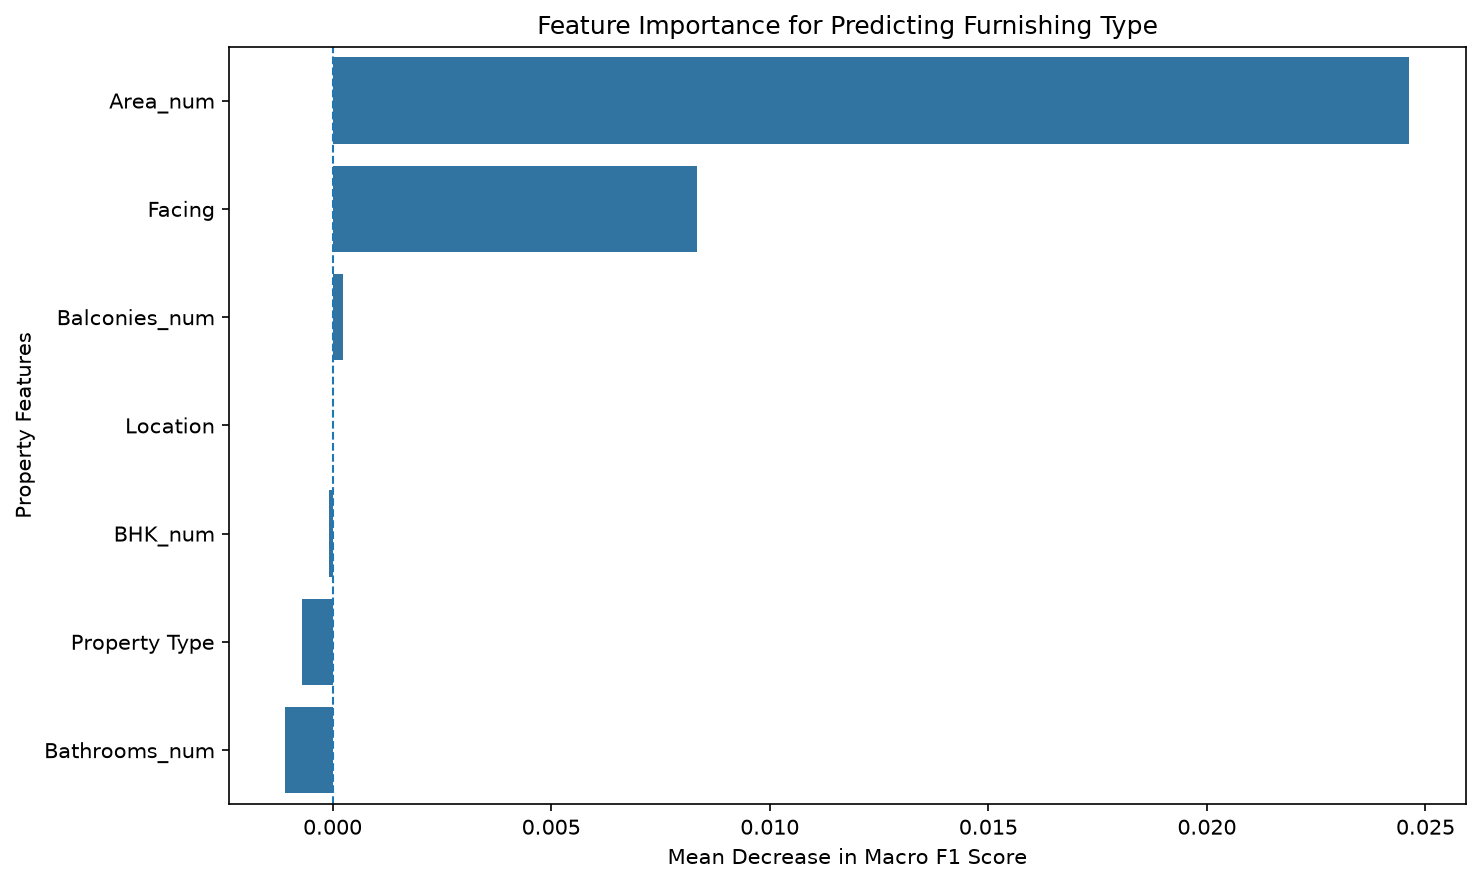 Feature Importance for Predicting Furnishing Type
Property Features
Area_num
Facing
Balconies_num
Location
BHK_num
Property Type
Bathrooms_num
0.000 0.005 0.010 0.015 0.020 0.025
Mean Decrease in Macro F1 Score